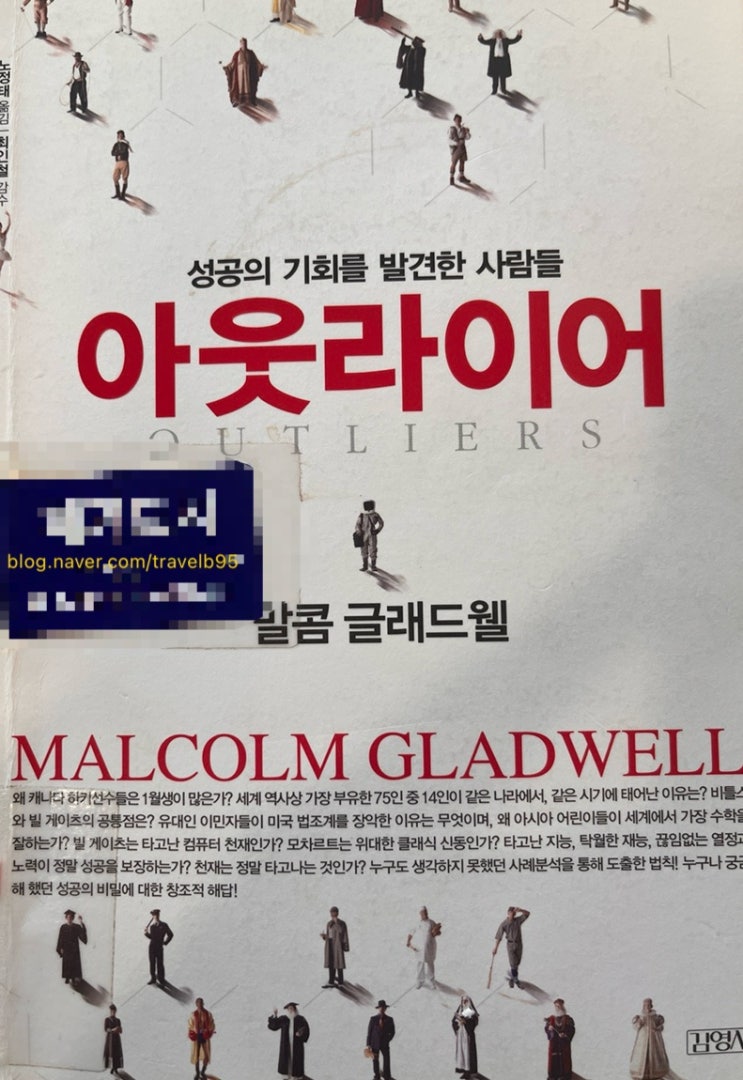 노정태 옮김 | 최인철 감수
성공의 기회를 발견한 사람들
아웃라이어
OUTLIERS
blog.naver.com/travelb95
말콤 글래드웰
MALCOLM GLADWELL
왜 캐나다 하키선수들은 1월생이 많은가? 세계 역사상 가장 부유한 75인 중 14인이 같은 나라에서, 같은 시기에 태어난 이유는? 비틀스
와 빌 게이츠의 공통점은? 유대인 이민자들이 미국 법조계를 장악한 이유는 무엇이며, 왜 아시아 어린이들이 세계에서 가장 수학을
잘하는가? 빌 게이츠는 타고난 컴퓨터 천재인가? 모차르트는 위대한 클래식 신동인가? 타고난 지능, 탁월한 재능, 끊임없는 열정과
노력이 정말 성공을 보장하는가? 천재는 정말 타고나는 것인가? 누구도 생각하지 못했던 사례분석을 통해 도출한 법칙! 누구나 궁금
해 했던 성공의 비밀에 대한 창조적 해답!
김영사